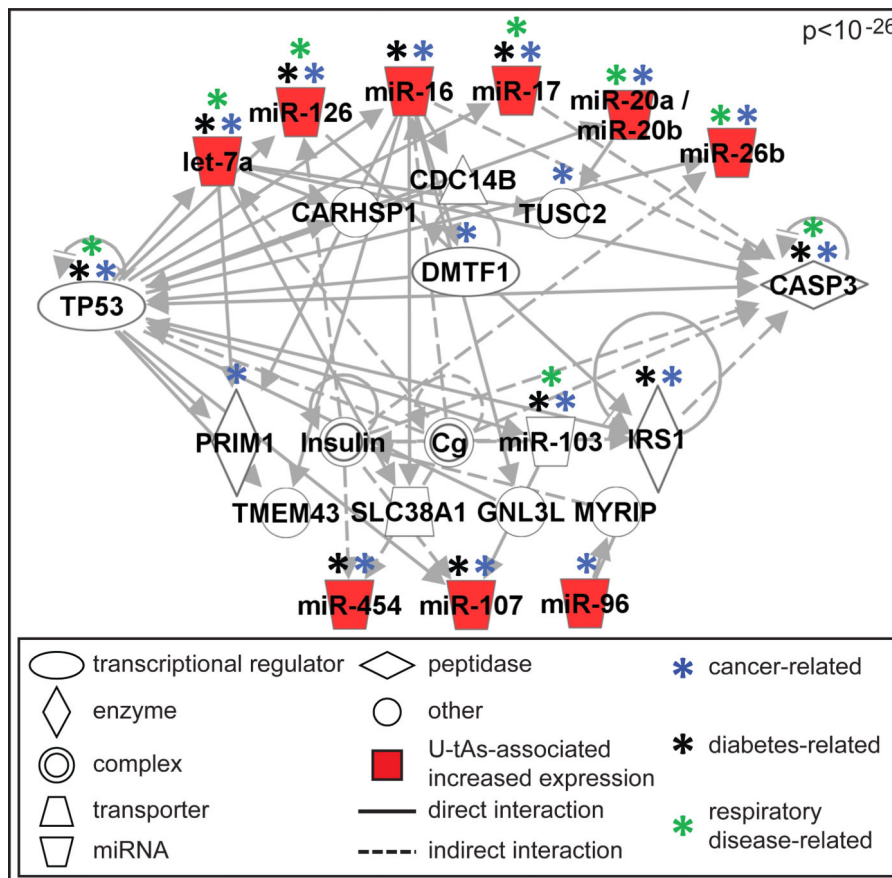 p<10-26
miR-126
miR-16
miR-17
miR-20a /
miR-20b
let-7a
miR-26b
CDC14B
CARHSP1
TUSC2
DMTF1
TP53
CASP3
PRIM1
Insulin
Cg
miR-103
IRS1
TMEM43
SLC38A1
GNL3L
MYRIP
miR-454
miR-107
miR-96
transcriptional regulator
enzyme
complex
transporter
miRNA
peptidase
other
U-tAs-associated
increased expression
direct interaction
indirect interaction
cancer-related
diabetes-related
respiratory
disease-related